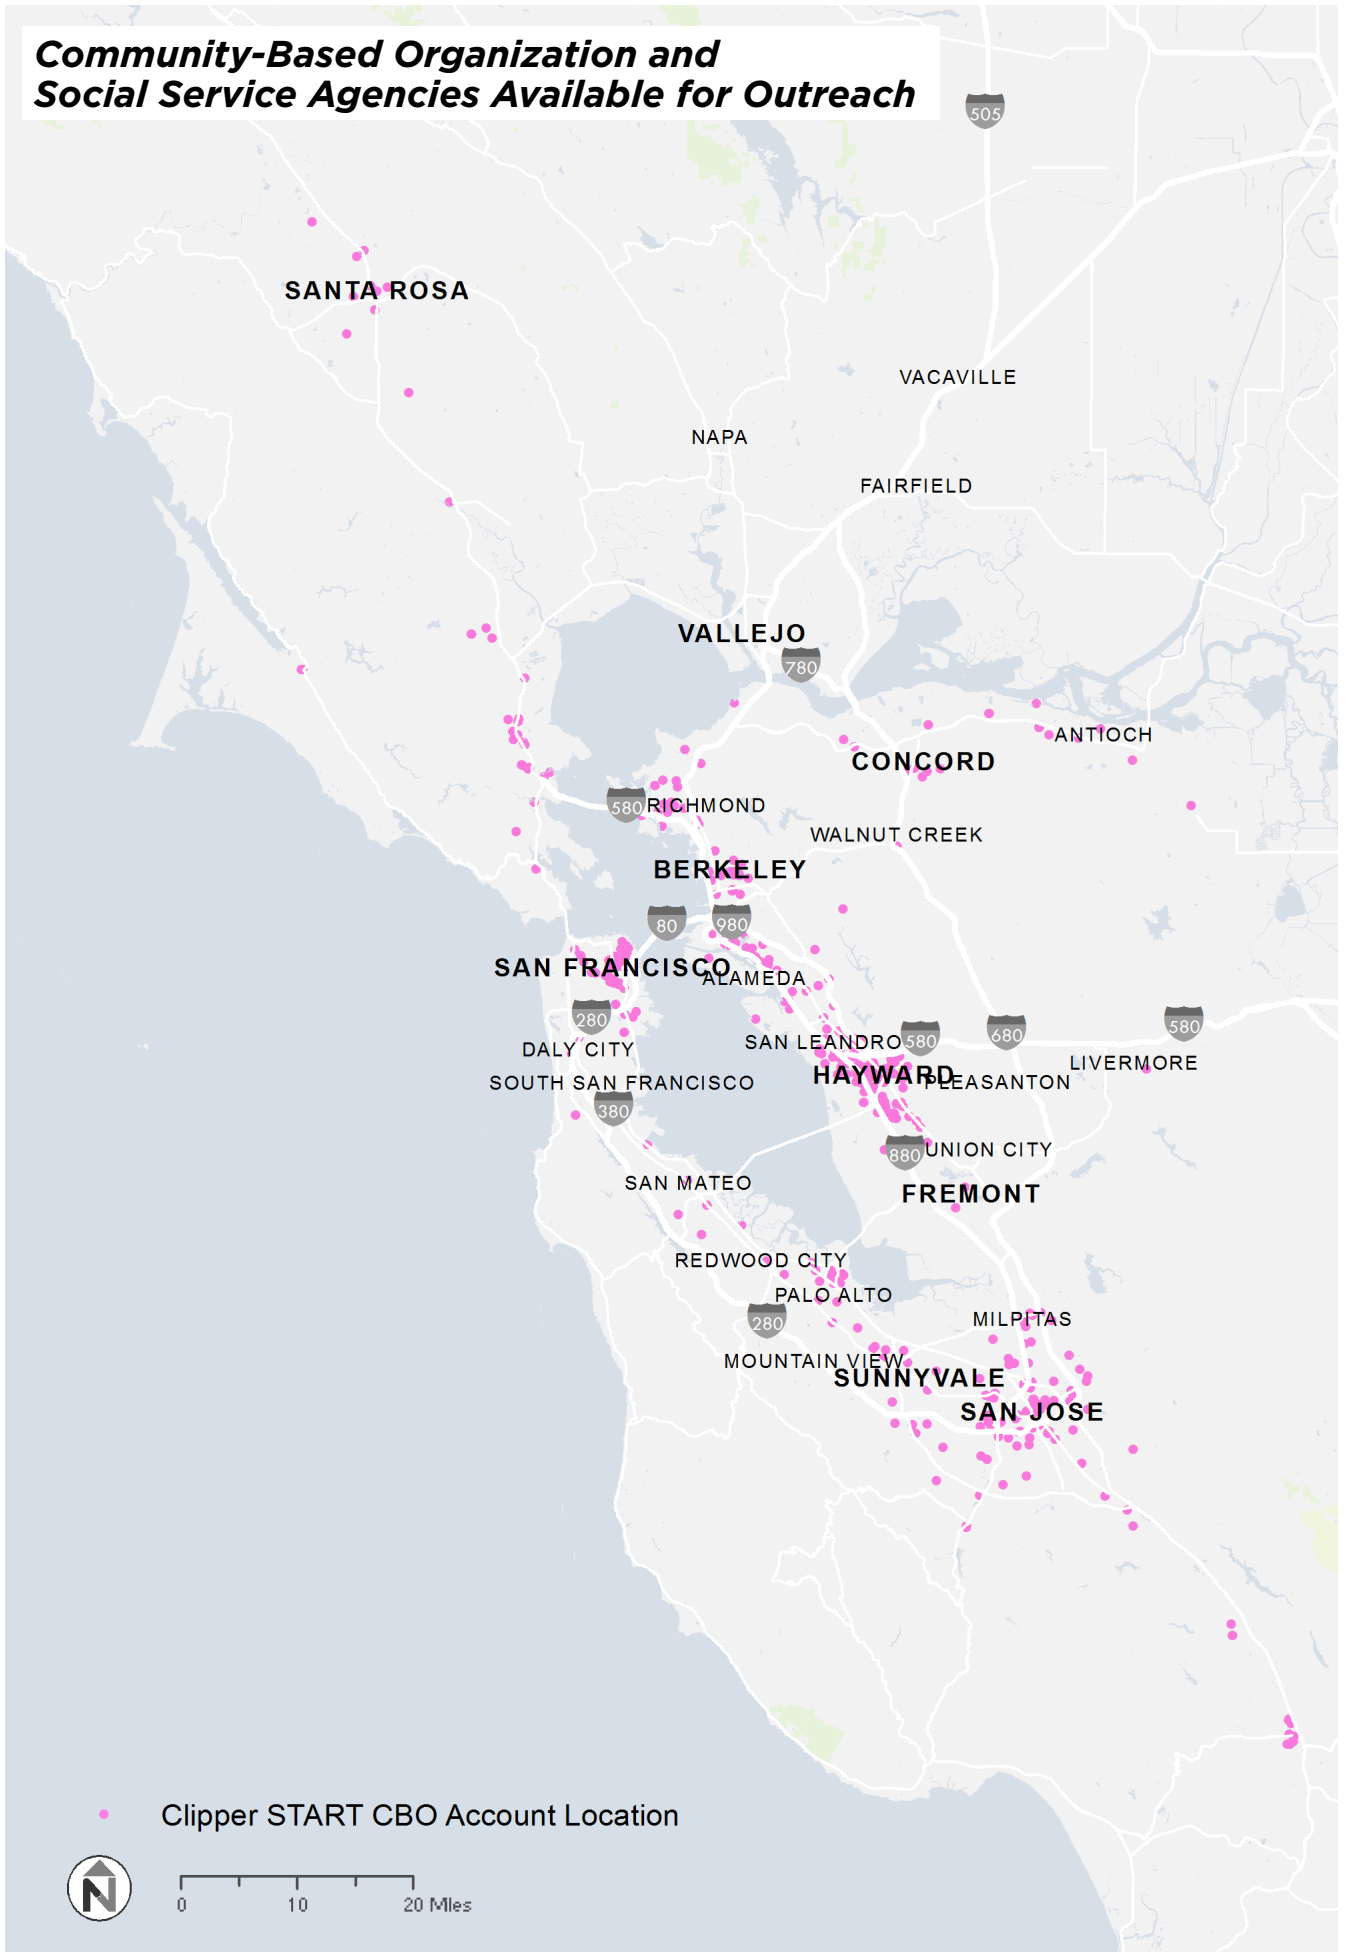 Community-Based Organization and
Social Service Agencies Available for Outreach
505
SANTA ROSA
VACAVILLE
NAPA
FAIRFIELD
VALLEJO
780
ANTIOCH
CONCORD
580
RICHMOND
WALNUT CREEK
BERKELEY
80
980
SAN FRANCISCO
ALAMEDA
280
580
680
580
SAN LEANDRO
DALY CITY
LIVERMORE
HAYWARD
PLEASANTON
SOUTH SAN FRANCISCO
380
880
UNION CITY
SAN MATEO
FREMONT
REDWOOD CITY
PALO ALTO
280
MILPITAS
MOUNTAIN VIEW
SUNNYVALE
SAN JOSE
Clipper START CBO Account Location
N
0 10 20 Miles